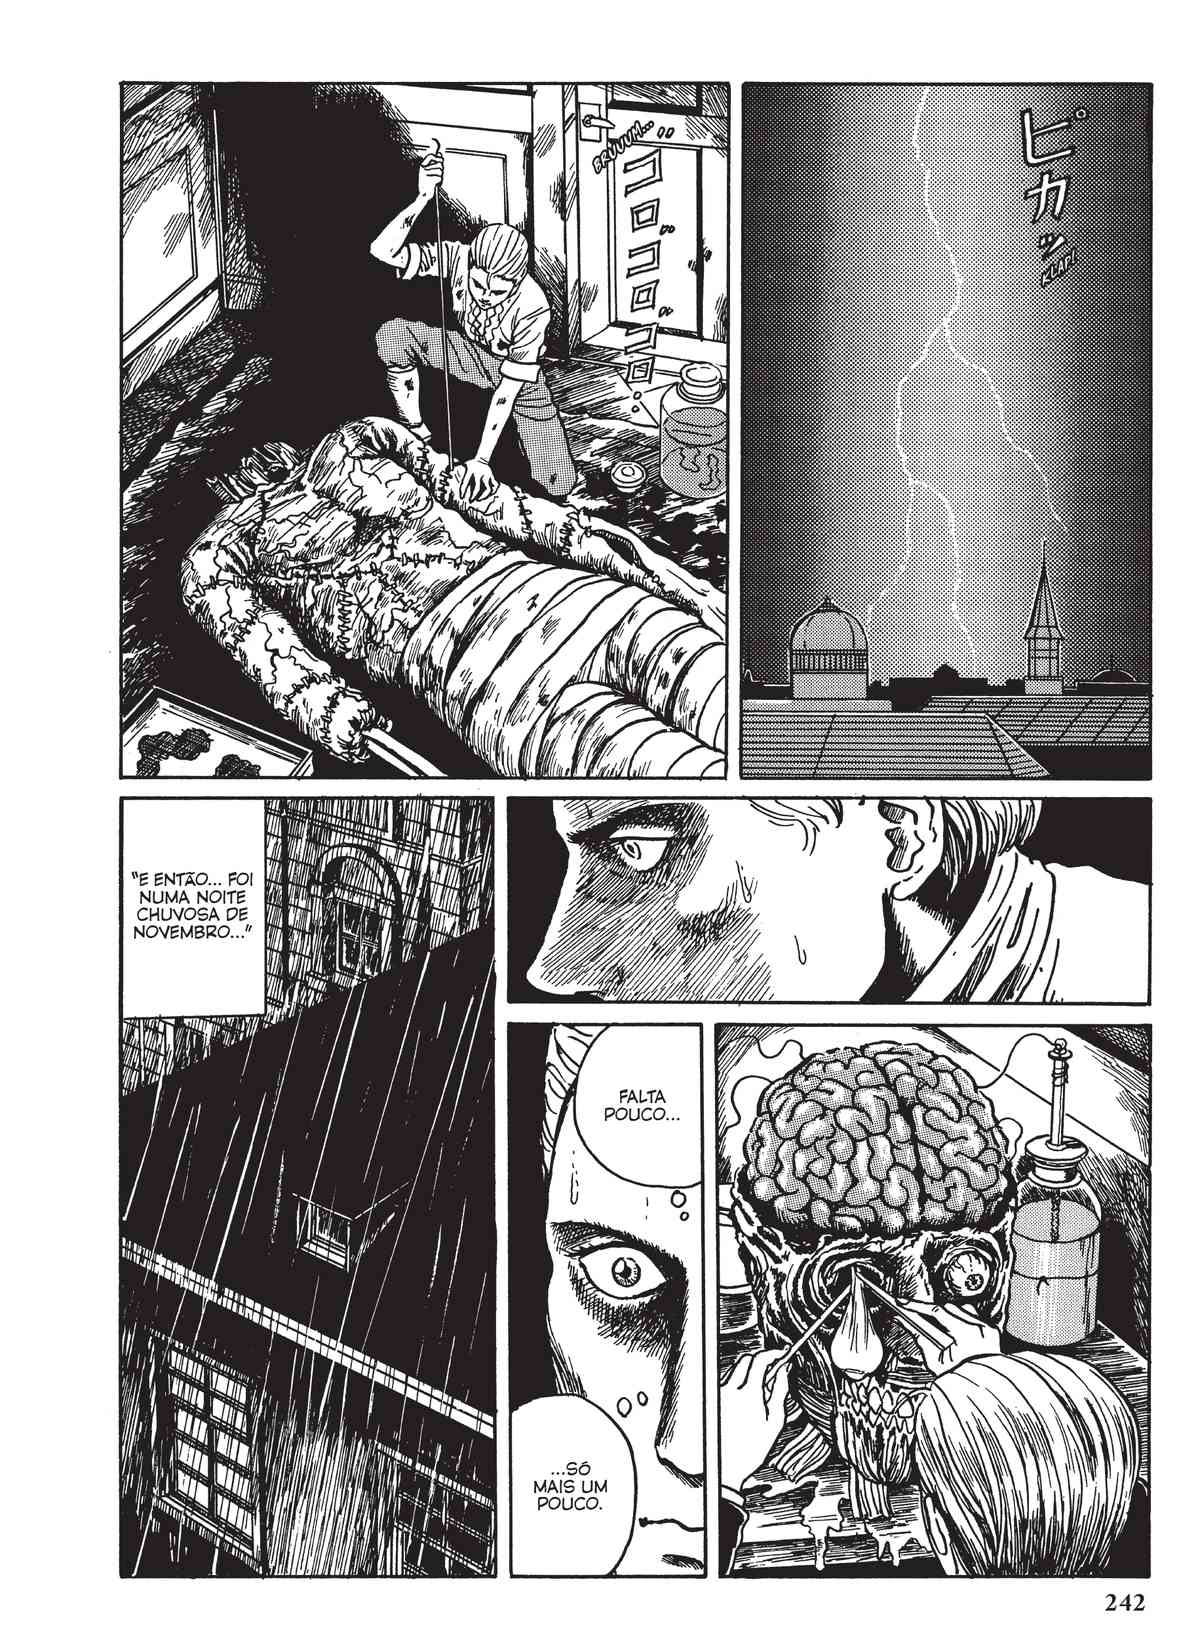 ピカッ
KLAP!
BRUUUM...
ゴロゴゴロゴロ
FALTA
POUCO...
...SÓ
MAIS UM
POUCO.
"E ENTÃO... FOI
NUMA NOITE
CHUVOSA DE
NOVEMBRO..."
242